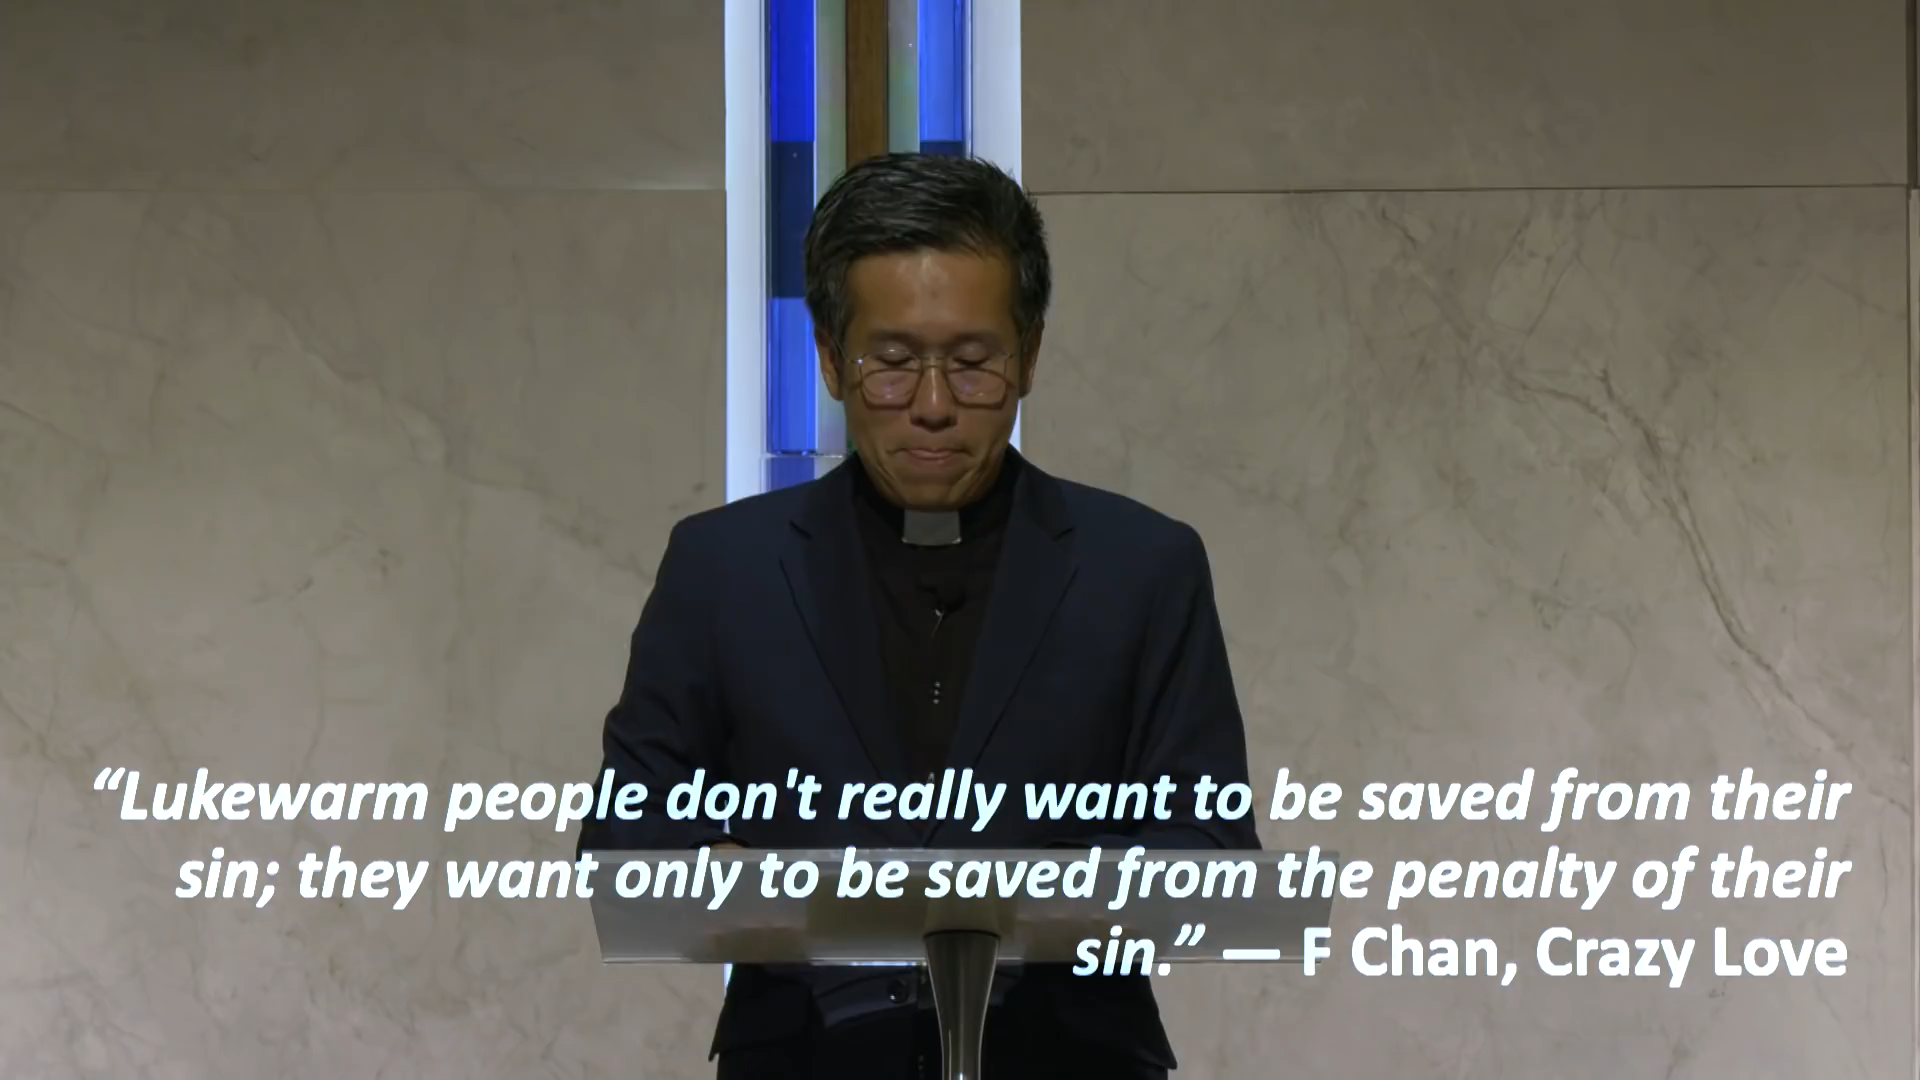 “Lukewarm people don't really want to be saved from their
sin; they want only to be saved from the penalty of their
sin.” — F Chan, Crazy Love